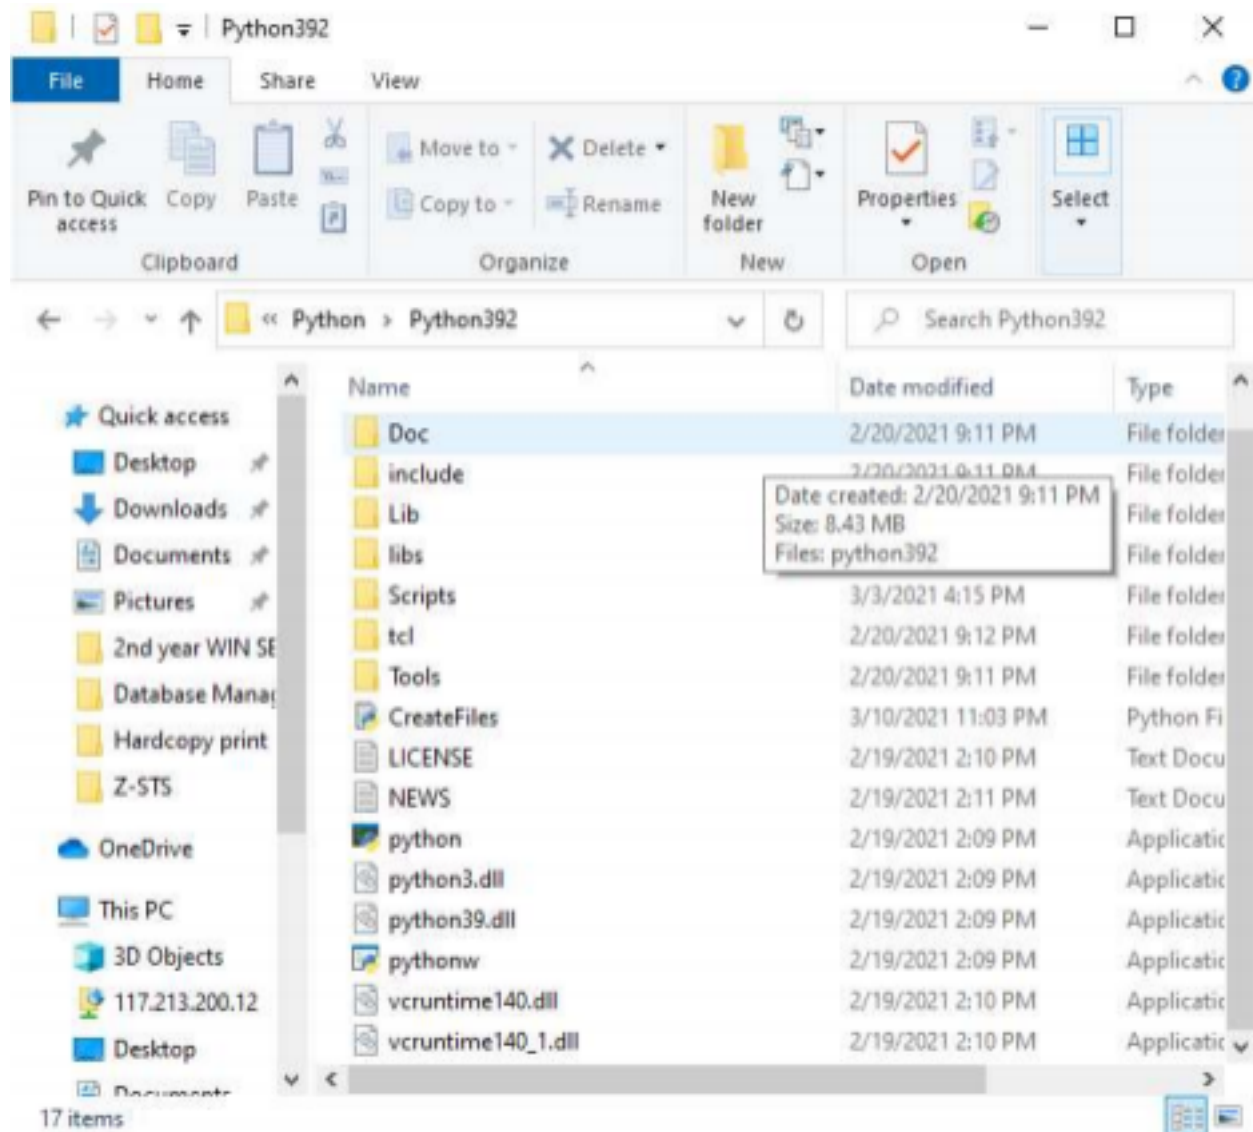 Python392
File Home Share View
Pin to Quick access Copy Paste
Move to Copy to Delete Rename
New folder
Properties
Select
Clipboard Organize New Open
« Python > Python392 Search Python392
Name Date modified Type
Quick access
Desktop
Downloads
Documents
Pictures
2nd year WIN SE
Database Manag
Hardcopy print
Z-STS
OneDrive
This PC
3D Objects
117.213.200.12
Desktop
Documents
Doc 2/20/2021 9:11 PM File folder
include 2/20/2021 9:11 PM File folder
Lib File folder
libs File folder
Scripts 3/3/2021 4:15 PM File folder
tcl 2/20/2021 9:12 PM File folder
Tools 2/20/2021 9:11 PM File folder
CreateFiles 3/10/2021 11:03 PM Python Fi
LICENSE 2/19/2021 2:10 PM Text Docu
NEWS 2/19/2021 2:11 PM Text Docu
python 2/19/2021 2:09 PM Applicatic
python3.dll 2/19/2021 2:09 PM Applicatic
python39.dll 2/19/2021 2:09 PM Applicatic
pythonw 2/19/2021 2:09 PM Applicatic
vcruntime140.dll 2/19/2021 2:10 PM Applicatic
vcruntime140_1.dll 2/19/2021 2:10 PM Applicatic
Date created: 2/20/2021 9:11 PM
Size: 8.43 MB
Files: python392
17 items